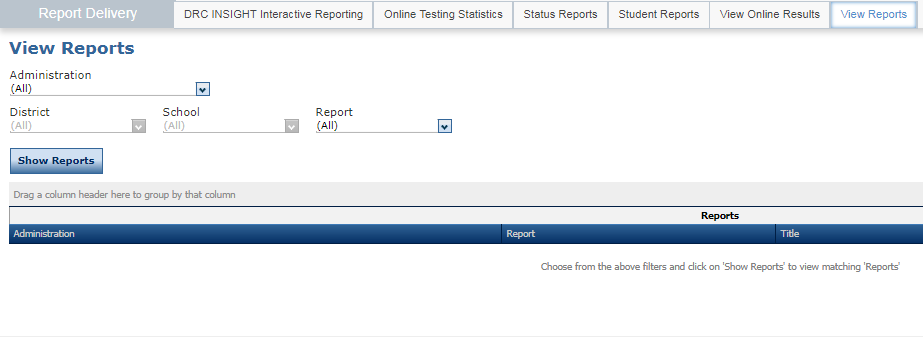 Report Delivery DRC INSIGHT Interactive Reporting Online Testing Statistics Status Reports Student Reports View Online Results View Reports
View Reports
Administration
(All)
District School Report
(All) (All) (All)
Show Reports
Drag a column header here to group by that column
Reports
Administration Report Title
Choose from the above filters and click on 'Show Reports' to view matching 'Reports'